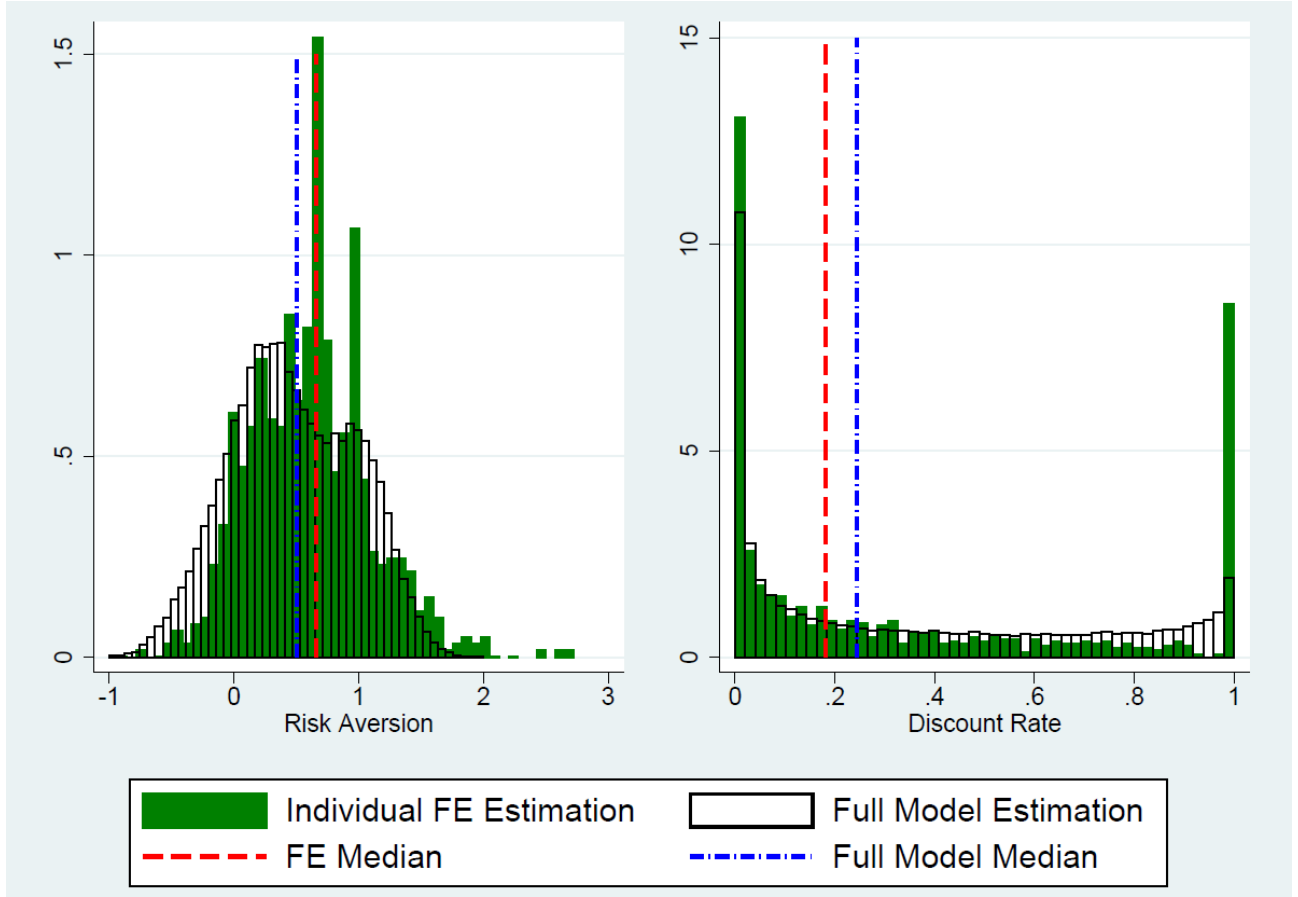 1.5
1
.5
0
-1 0 1 2 3
Risk Aversion
15
10
5
0
0 .2 .4 .6 .8 1
Discount Rate
Individual FE Estimation
Full Model Estimation
FE Median
Full Model Median